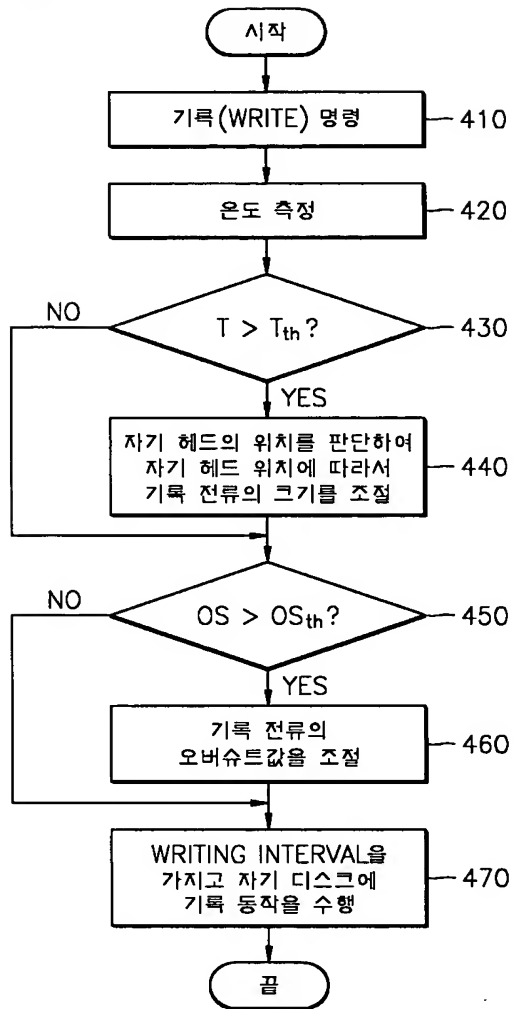 시작
기록(WRITE) 명령
410
온도 측정
420
T > Tth?
430
NO
YES
자기 헤드의 위치를 판단하여
자기 헤드 위치에 따라서
기록 전류의 크기를 조절
440
OS > OSth?
450
NO
YES
기록 전류의
오버슈트값을 조절
460
WRITING INTERVAL을
가지고 자기 디스크에
기록 동작을 수행
470
끝